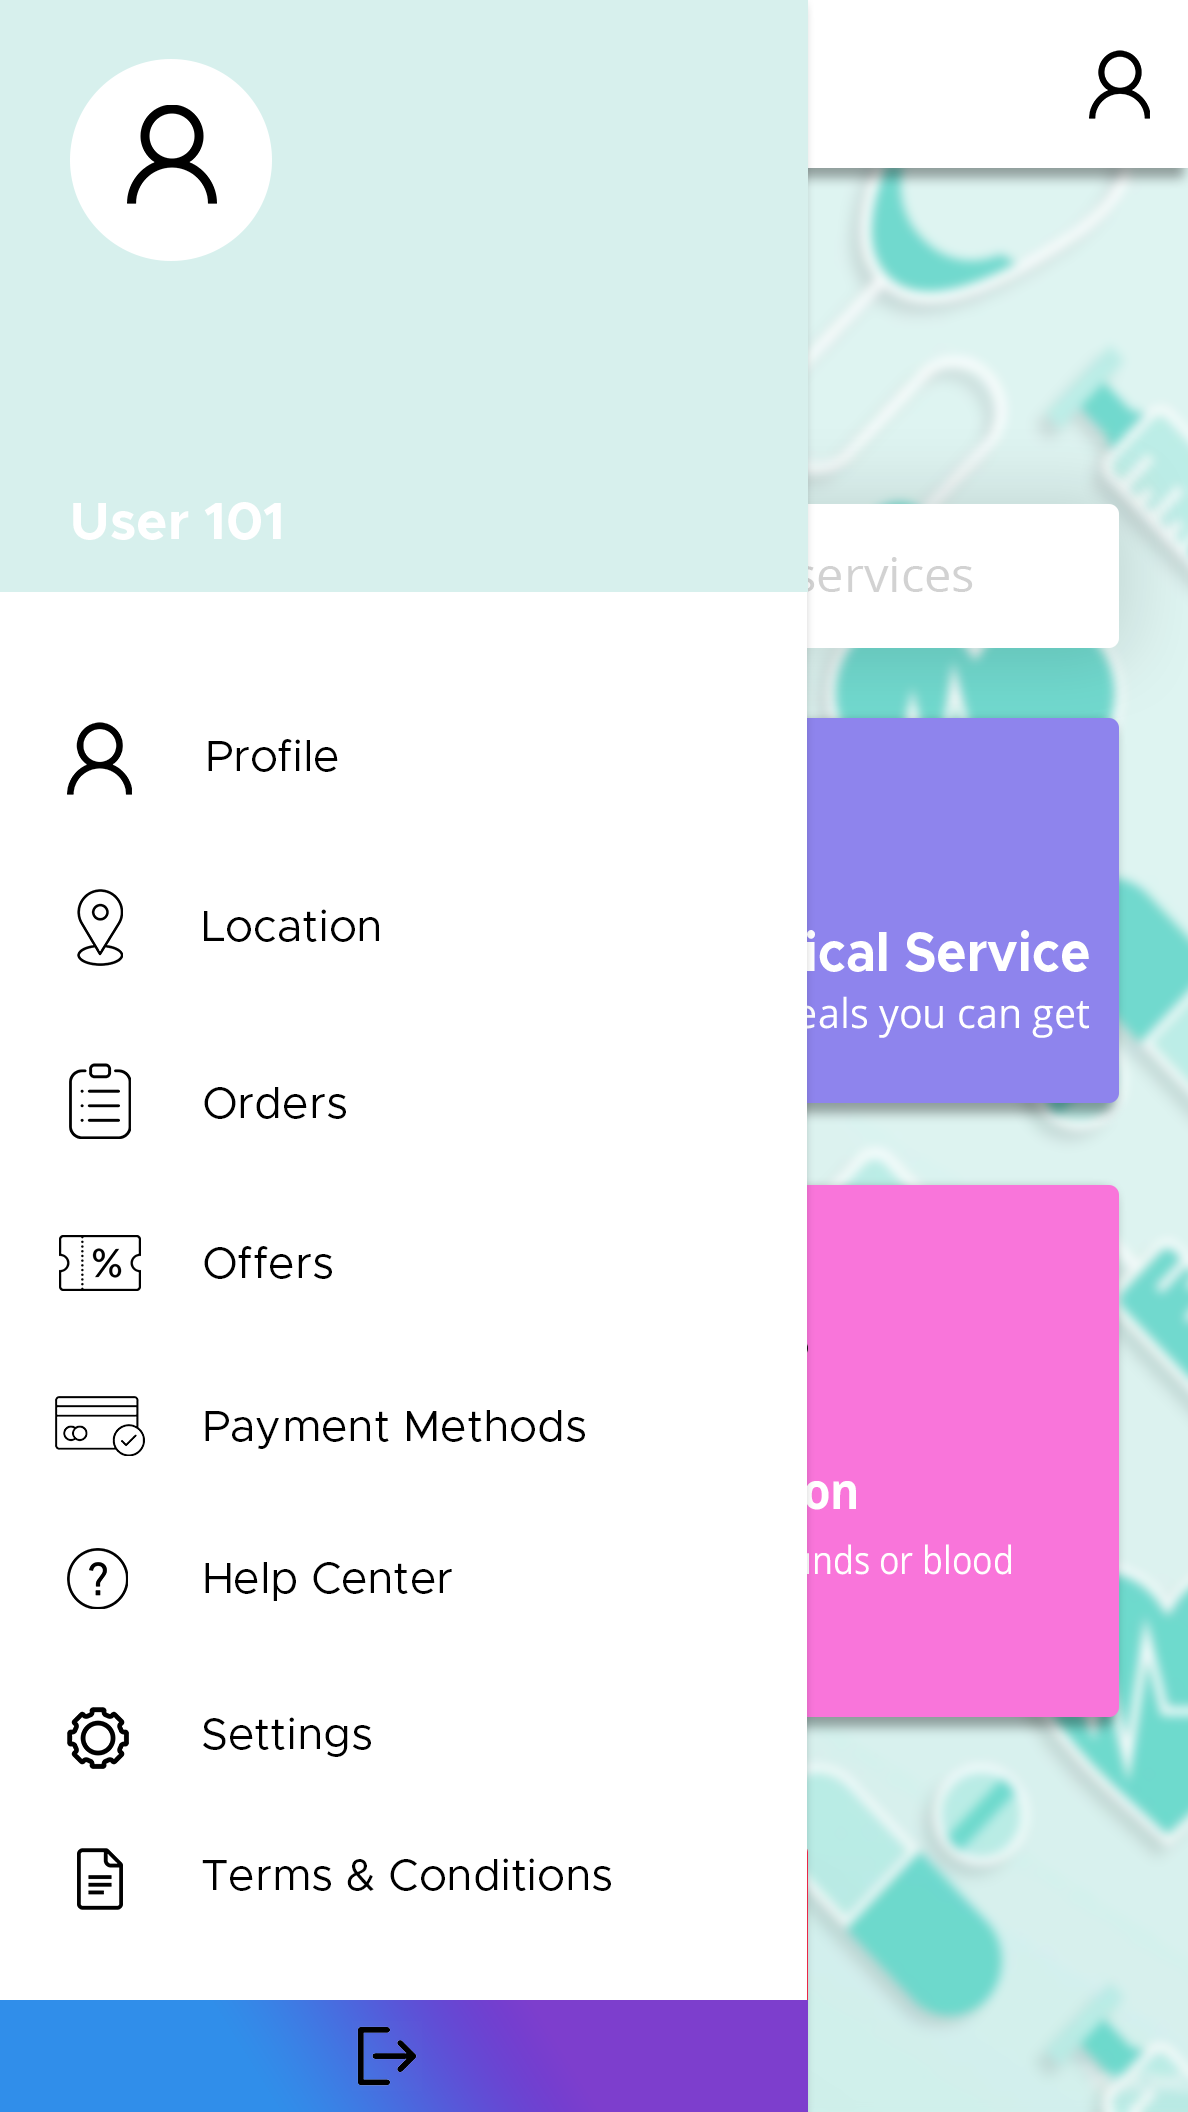 User 101
services
Profile
Location
ical Service
eals you can get
Orders
Offers
%
Payment Methods
on
unds or blood
Help Center
?
Settings
Terms & Conditions